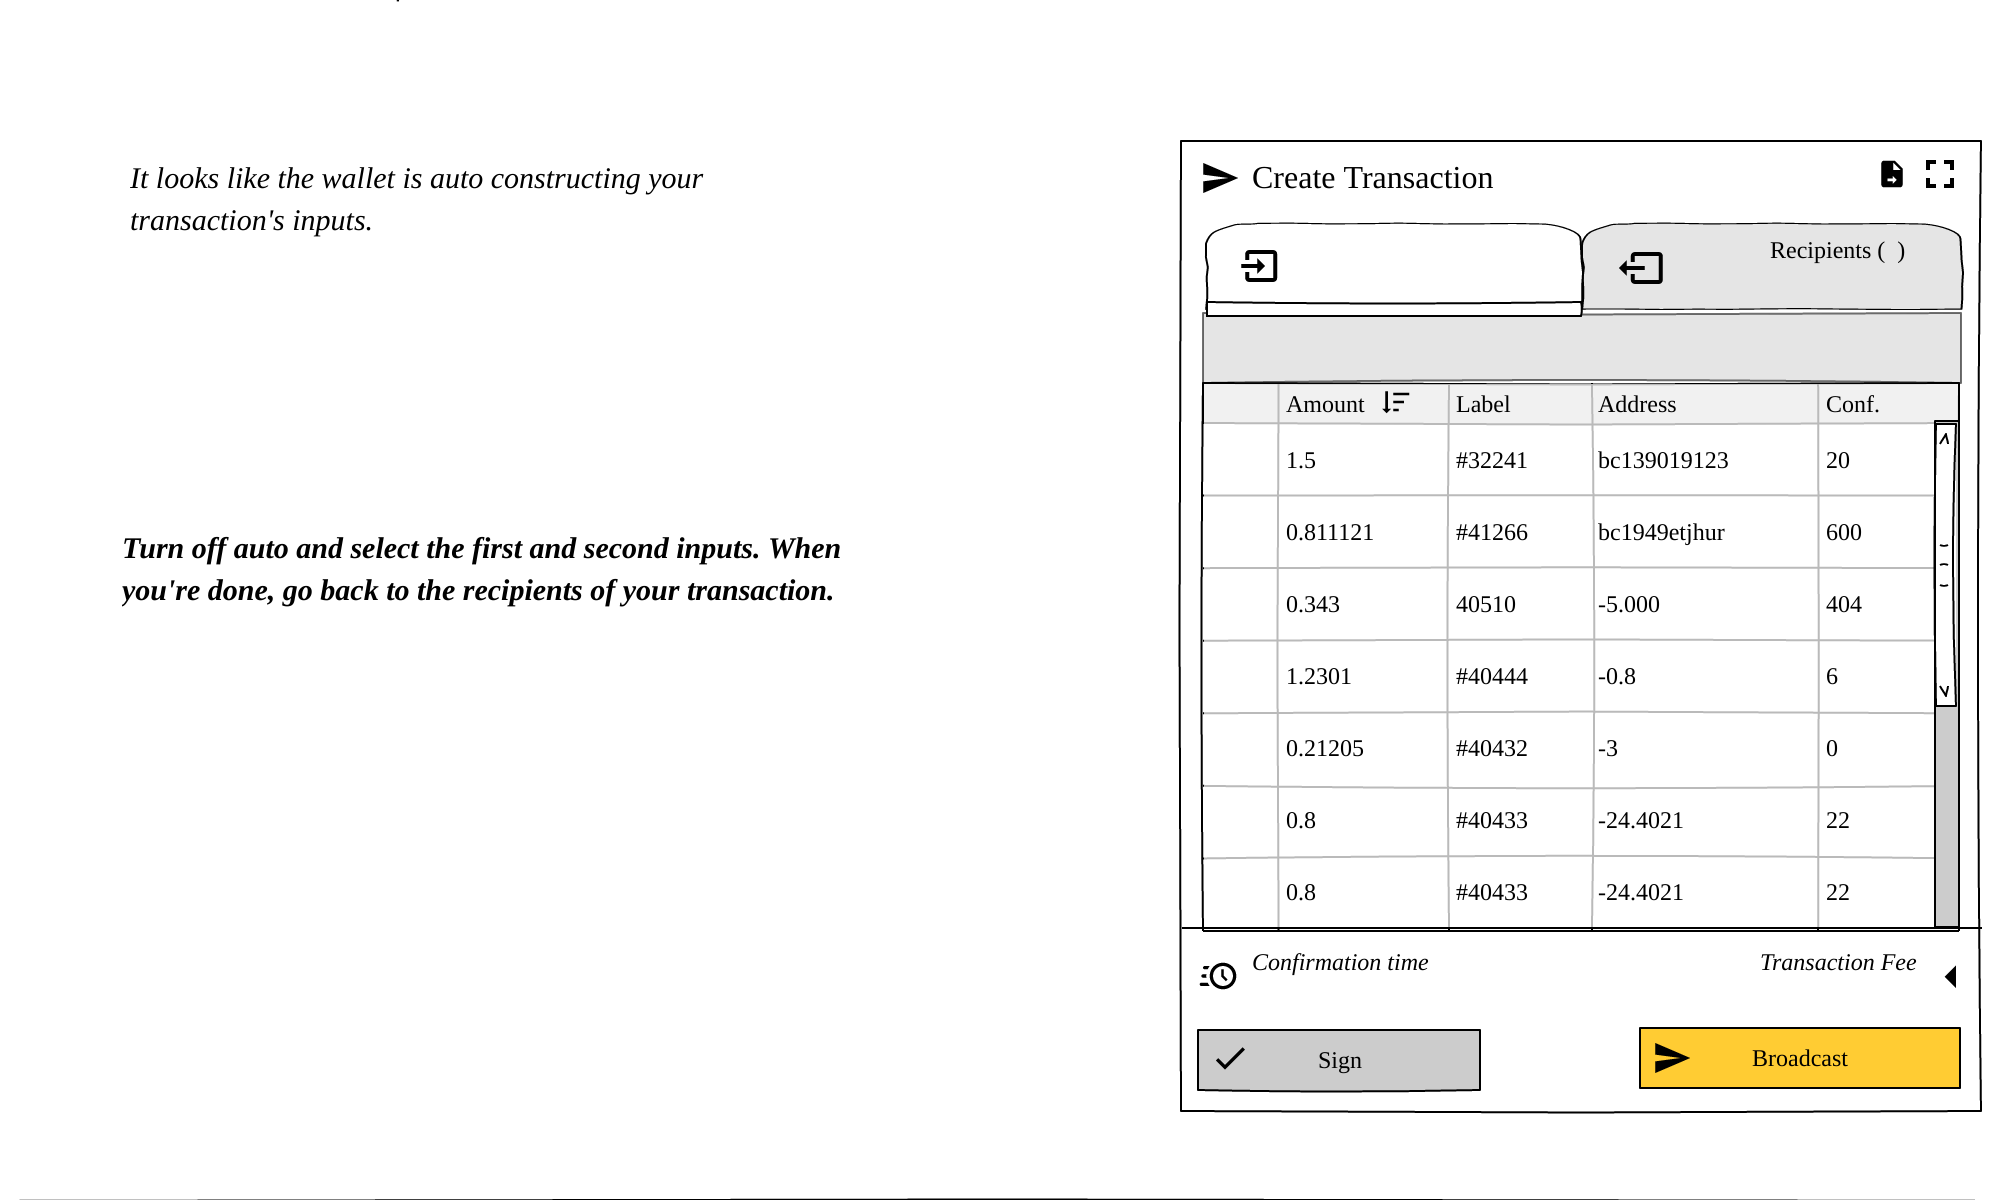 It looks like the wallet is auto constructing your
transaction's inputs.
Turn off auto and select the first and second inputs. When
you're done, go back to the recipients of your transaction.
Create Transaction
Recipients (  )
Amount Label Address Conf.
1.5 #32241 bc139019123 20
0.811121 #41266 bc1949etjhur 600
0.343 40510 -5.000 404
1.2301 #40444 -0.8 6
0.21205 #40432 -3 0
0.8 #40433 -24.4021 22
0.8 #40433 -24.4021 22
Confirmation time Transaction Fee
Sign Broadcast